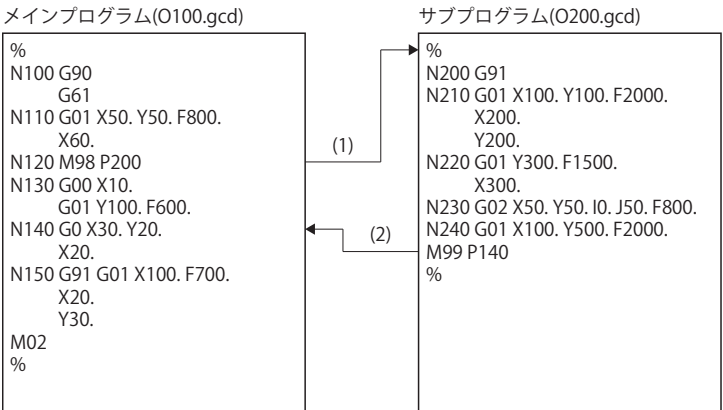 メインプログラム(O100.gcd)
%
N100 G90
G61
N110 G01 X50. Y50. F800.
X60.
N120 M98 P200
N130 G00 X10.
G01 Y100. F600.
N140 G0 X30. Y20.
X20.
N150 G91 G01 X100. F700.
X20.
Y30.
M02
%
(1)
(2)
サブプログラム(O200.gcd)
%
N200 G91
N210 G01 X100. Y100. F2000.
X200.
Y200.
N220 G01 Y300. F1500.
X300.
N230 G02 X50. Y50. I0. J50. F800.
N240 G01 X100. Y500. F2000.
M99 P140
%